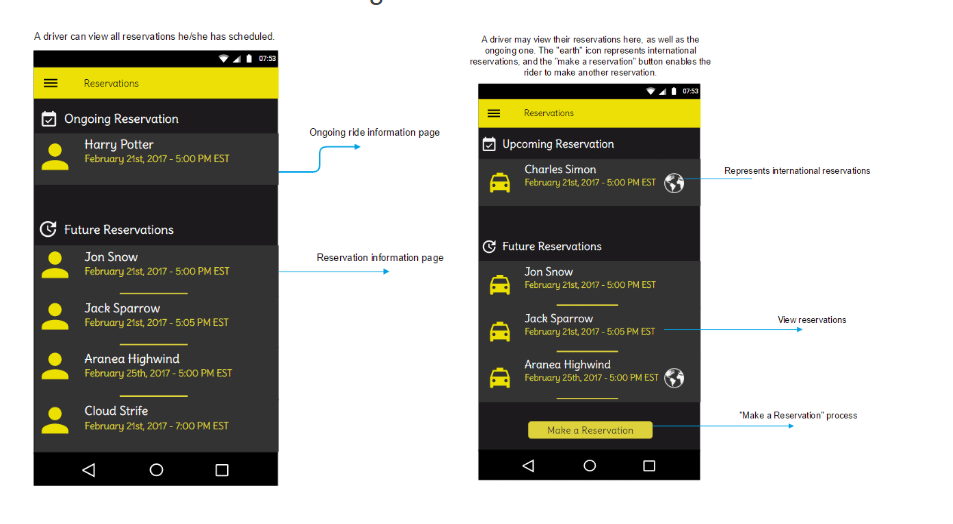 A driver can view all reservations he/she has scheduled.
07:53
Reservations
Ongoing Reservation
Harry Potter
February 21st, 2017 - 5:00 PM EST
Ongoing ride information page
Future Reservations
Jon Snow
February 21st, 2017 - 5:00 PM EST
Reservation information page
Jack Sparrow
February 21st, 2017 - 5:05 PM EST
Aranea Highwind
February 25th, 2017 - 5:00 PM EST
Cloud Strife
February 21st, 2017 - 7:00 PM EST
A driver may view their reservations here, as well as the
ongoing one. The "earth" icon represents international
reservations, and the "make a reservation" button enables the
rider to make another reservation.
07:53
Reservations
Upcoming Reservation
Charles Simon
February 21st, 2017 - 5:00 PM EST
Represents international reservations
Future Reservations
Jon Snow
February 21st, 2017 - 5:00 PM EST
Jack Sparrow
February 21st, 2017 - 5:05 PM EST
View reservations
Aranea Highwind
February 25th, 2017 - 5:00 PM EST
Make a Reservation
"Make a Reservation" process